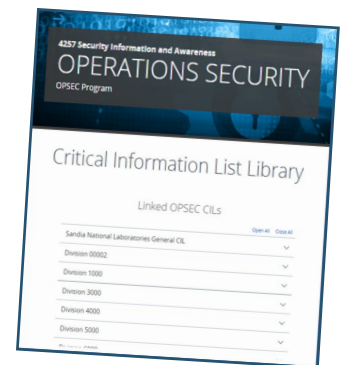 4257 Security Information and Awareness
OPERATIONS SECURITY
OPSEC Program
Critical Information List Library
Linked OPSEC CILs
Open All Close All
Sandia National Laboratories General CIL
Division 00002
Division 1000
Division 3000
Division 4000
Division 5000